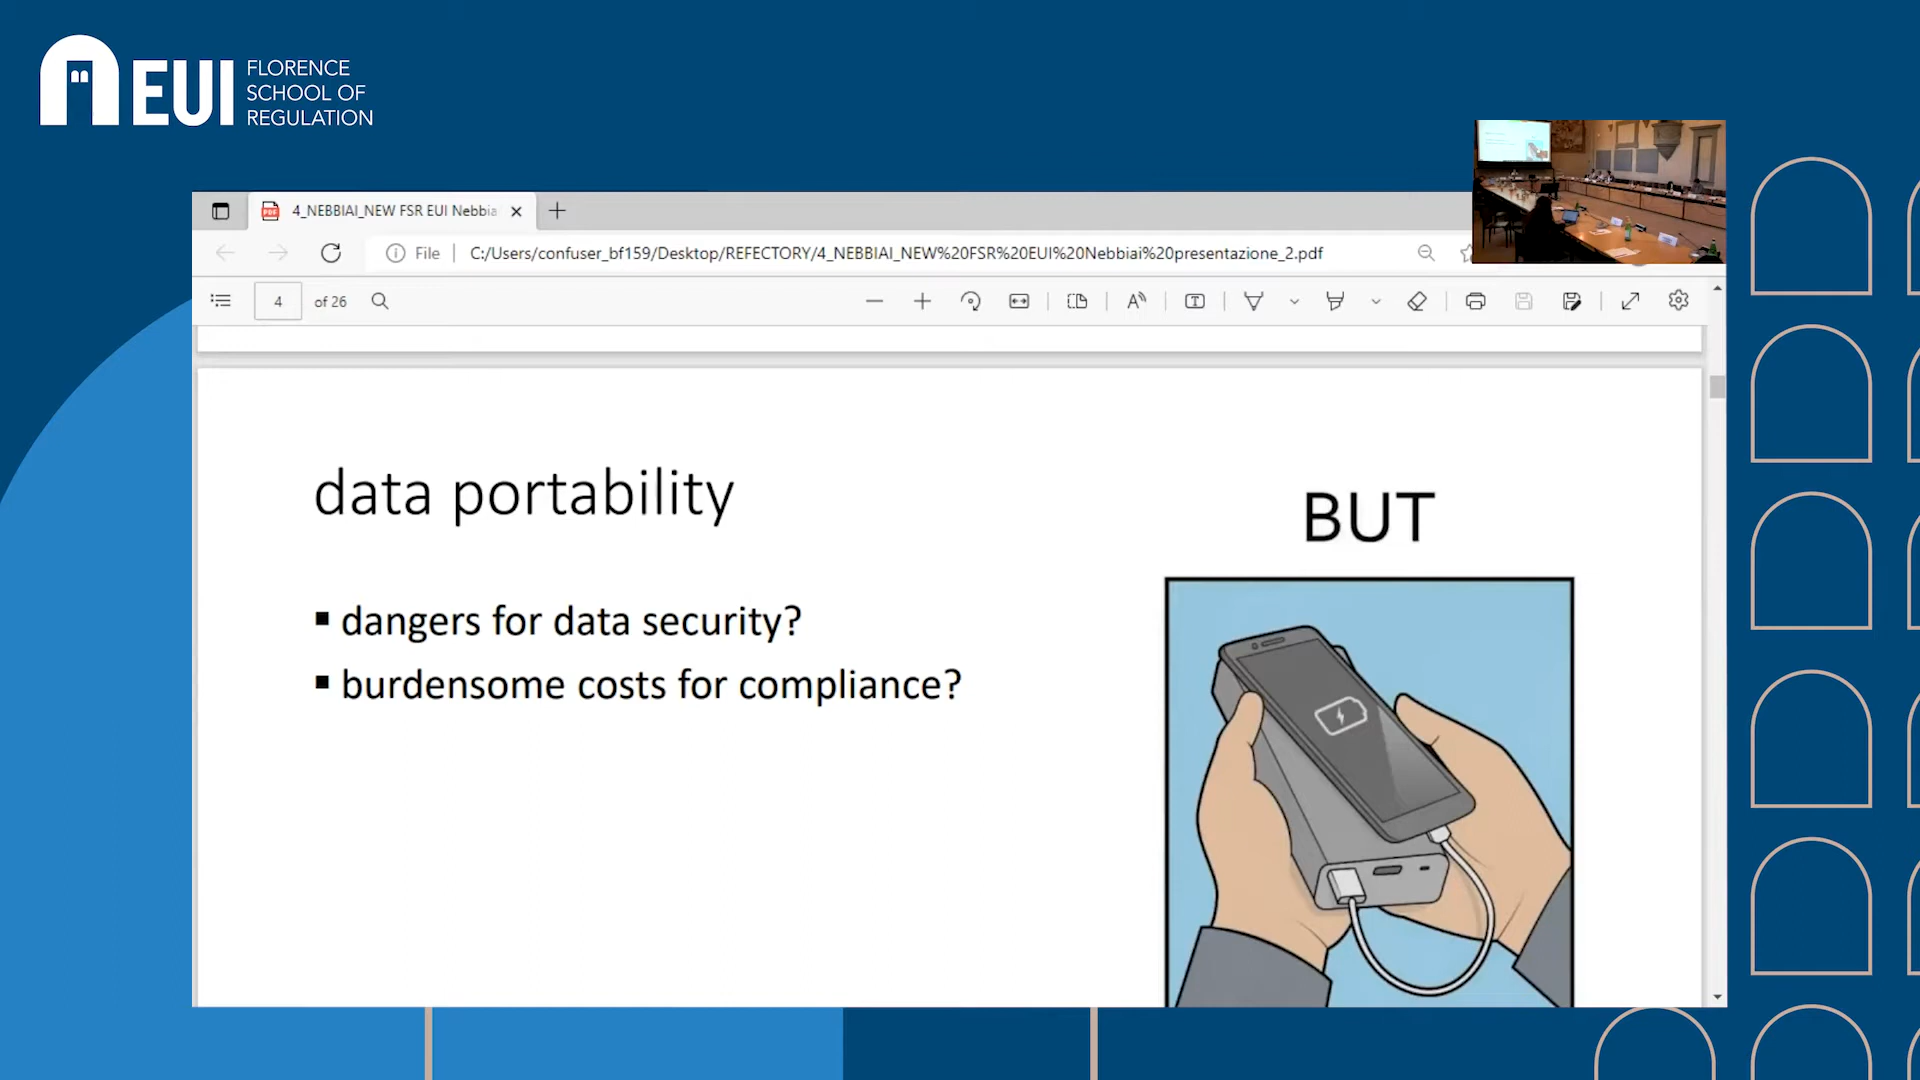 EUI
FLORENCE
SCHOOL OF
REGULATION
4_NEBBIAI_NEW FSR EUI Nebbia
File
C:/Users/confuser_bf159/Desktop/REFECTORY/4_NEBBIAI_NEW%20FSR%20EUI%20Nebbiai%20presentazione_2.pdf
4 of 26
data portability
BUT
▪ dangers for data security?
▪ burdensome costs for compliance?